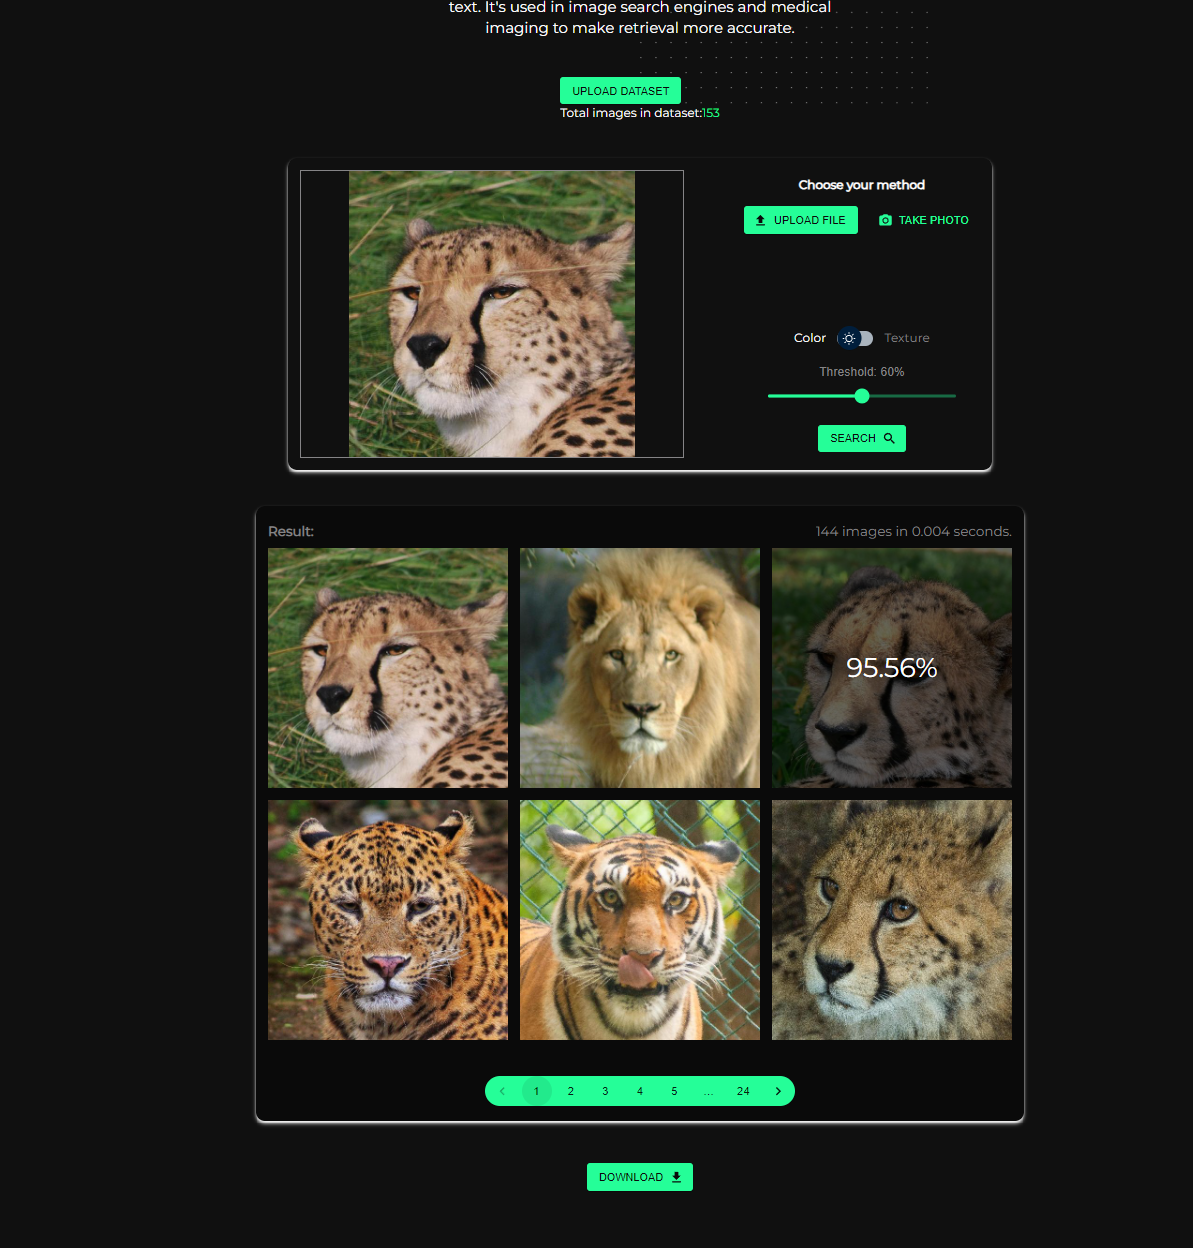 text. It's used in image search engines and medical
imaging to make retrieval more accurate.
UPLOAD DATASET
Total images in dataset:153
Choose your method
UPLOAD FILE
TAKE PHOTO
Color
Texture
Threshold: 60%
SEARCH
Result:
144 images in 0.004 seconds.
95.56%
1 2 3 4 5 ... 24
DOWNLOAD